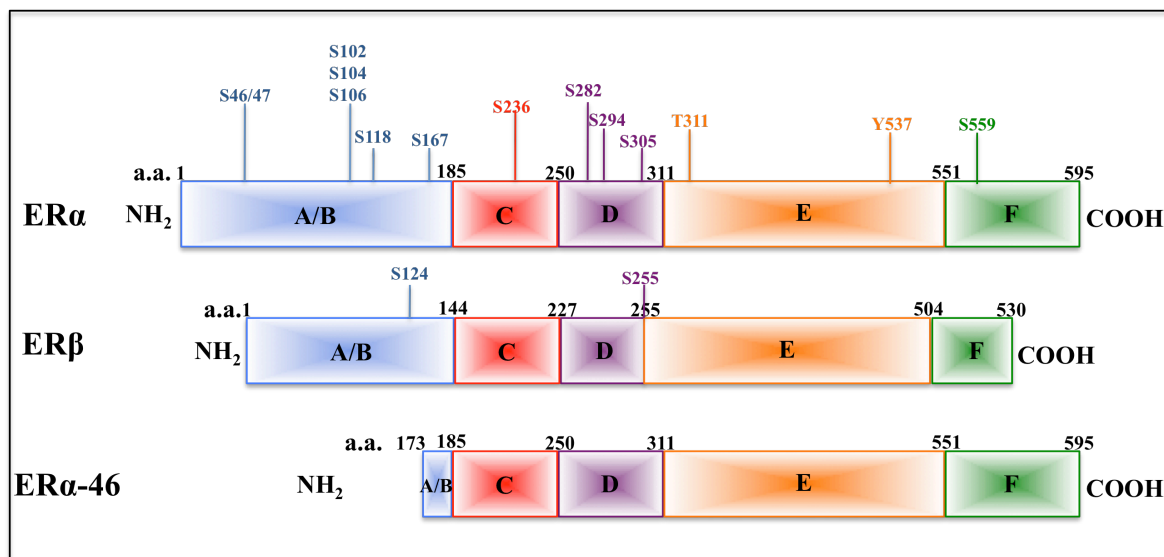 S102
S104
S46/47 S106 S282
S236 S294 T311 Y537 S559
S118 S167 S305
a.a. 1 185 250 311 551 595
ERα NH2 A/B C D E F COOH
S124 S255
a.a.1 144 227 255 504 530
ERβ NH2 A/B C D E F COOH
a.a. 173 185 250 311 551 595
ERα-46 NH2 A/B C D E F COOH